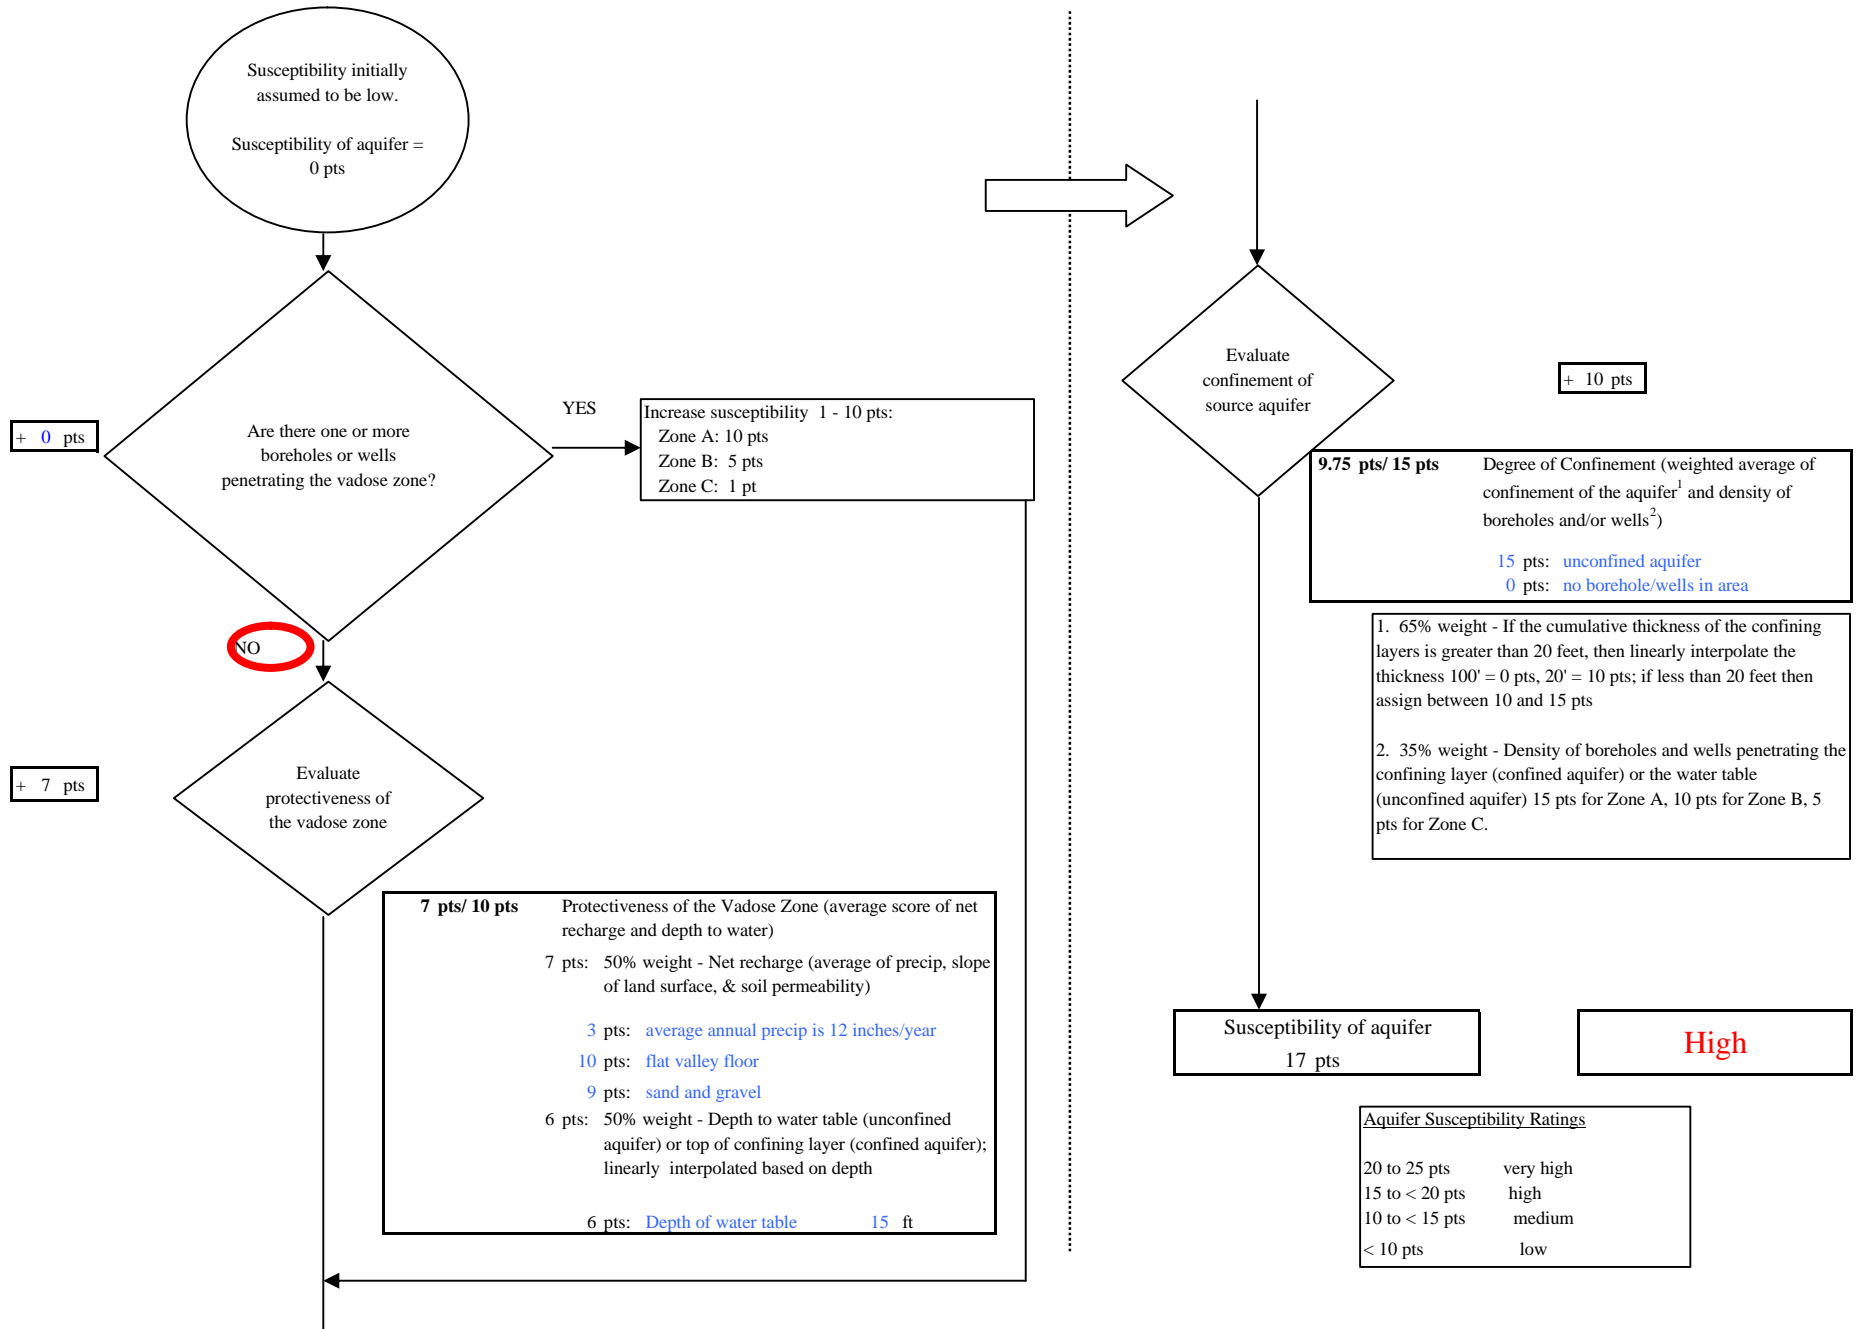 Susceptibility initially
assumed to be low.
Susceptibility of aquifer =
0 pts
+ 0 pts
Are there one or more
boreholes or wells
penetrating the vadose zone?
YES
Increase susceptibility 1 - 10 pts:
Zone A: 10 pts
Zone B: 5 pts
Zone C: 1 pt
NO
+ 7 pts
Evaluate
protectiveness of
the vadose zone
7 pts/ 10 pts Protectiveness of the Vadose Zone (average score of net
recharge and depth to water)
7 pts: 50% weight - Net recharge (average of precip, slope
of land surface, & soil permeability)
3 pts: average annual precip is 12 inches/year
10 pts: flat valley floor
9 pts: sand and gravel
6 pts: 50% weight - Depth to water table (unconfined
aquifer) or top of confining layer (confined aquifer);
linearly interpolated based on depth
6 pts: Depth of water table 15 ft
Evaluate
confinement of
source aquifer
+ 10 pts
9.75 pts/ 15 pts Degree of Confinement (weighted average of
confinement of the aquifer1 and density of
boreholes and/or wells2)
15 pts: unconfined aquifer
0 pts: no borehole/wells in area
1. 65% weight - If the cumulative thickness of the confining
layers is greater than 20 feet, then linearly interpolate the
thickness 100' = 0 pts, 20' = 10 pts; if less than 20 feet then
assign between 10 and 15 pts
2. 35% weight - Density of boreholes and wells penetrating the
confining layer (confined aquifer) or the water table
(unconfined aquifer) 15 pts for Zone A, 10 pts for Zone B, 5
pts for Zone C.
Susceptibility of aquifer
17 pts
High
Aquifer Susceptibility Ratings
20 to 25 pts very high
15 to < 20 pts high
10 to < 15 pts medium
< 10 pts low